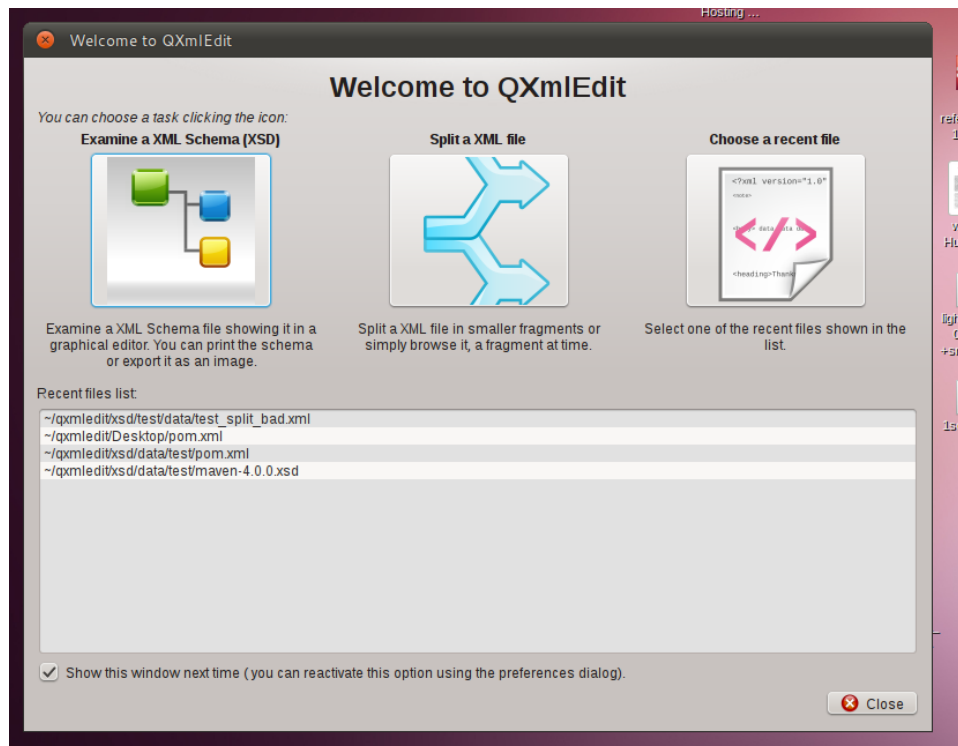 Hosting ...
Welcome to QXmlEdit
Welcome to QXmlEdit
You can choose a task clicking the icon:
Examine a XML Schema (XSD)
Split a XML file
Choose a recent file
<?xml version="1.0"
<note>
</>
data
<heading>Thank
Examine a XML Schema file showing it in a
graphical editor. You can print the schema
or export it as an image.
Split a XML file in smaller fragments or
simply browse it, a fragment at time.
Select one of the recent files shown in the
list.
Recent files list:
~/qxmledit/xsd/test/data/test_split_bad.xml
~/qxmledit/Desktop/pom.xml
~/qxmledit/xsd/data/test/pom.xml
~/qxmledit/xsd/data/test/maven-4.0.0.xsd
Show this window next time (you can reactivate this option using the preferences dialog).
Close